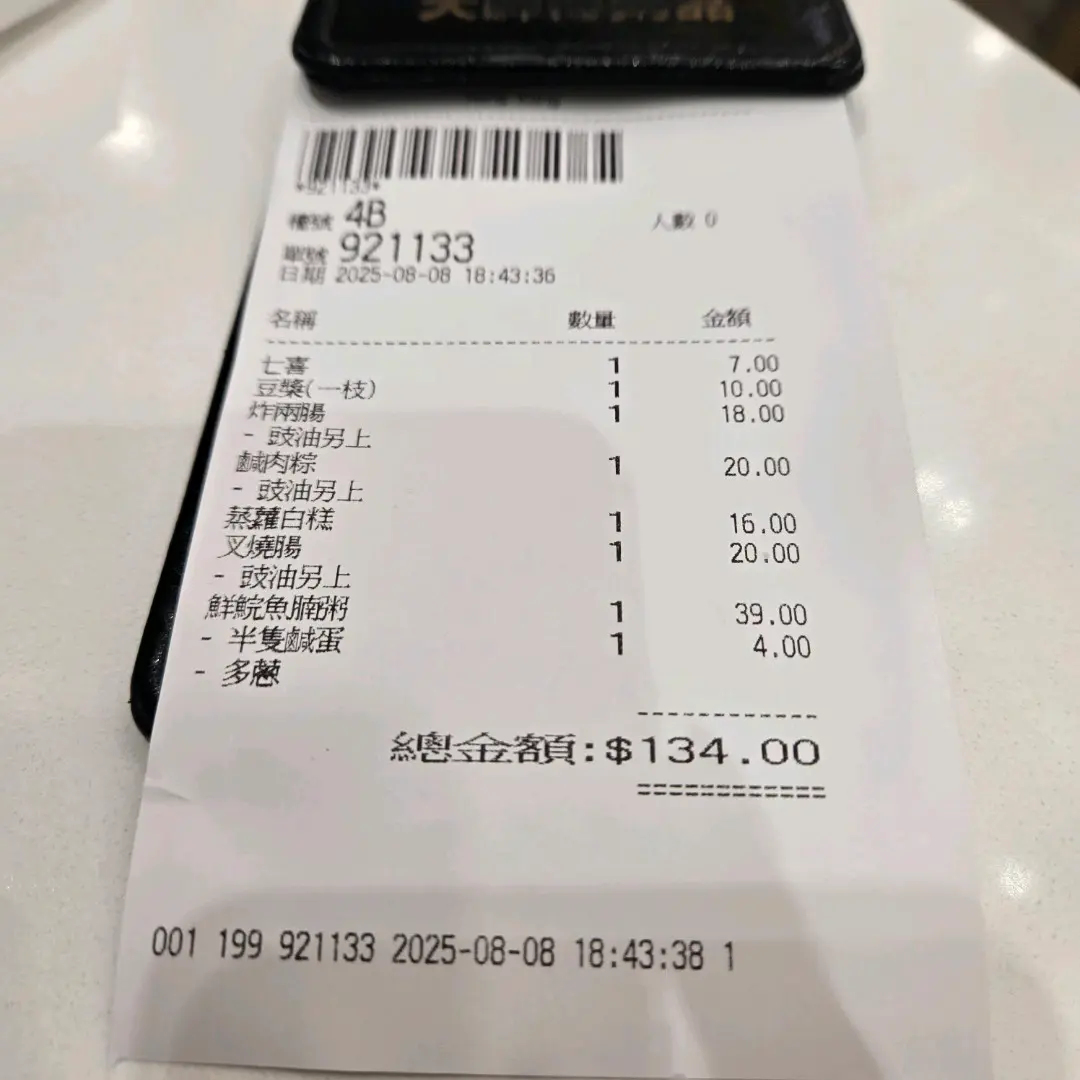 *921133*
檯號 4B 人數 0
單號 921133
日期 2025-08-08 18:43:36
名稱 數量 金額
七喜 1 7.00
豆漿(一枝) 1 10.00
炸兩腸 1 18.00
- 豉油另上
鹹肉粽 1 20.00
- 豉油另上
蒸蘿白糕 1 16.00
叉燒腸 1 20.00
- 豉油另上
鮮鯇魚腩粥 1 39.00
- 半隻鹹蛋 1 4.00
- 多蔥
總金額:$134.00
001 199 921133 2025-08-08 18:43:38 1